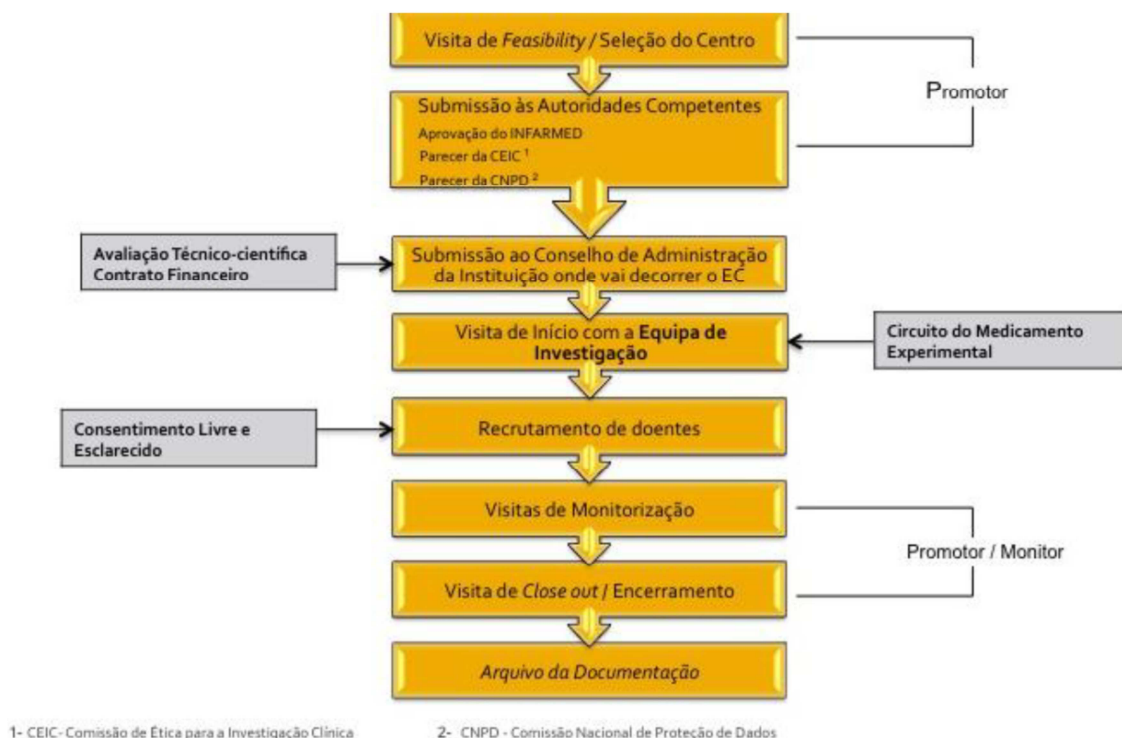 Visita de Feasibility / Seleção do Centro
Promotor
Submissão às Autoridades Competentes
Aprovação do INFARMED
Parecer da CEIC ¹
Parecer da CNPD ²
Avaliação Técnico-científica
Contrato Financeiro
Submissão ao Conselho de Administração
da Instituição onde vai decorrer o EC
Visita de Início com a Equipa de
Investigação
Circuito do Medicamento
Experimental
Consentimento Livre e
Esclarecido
Recrutamento de doentes
Visitas de Monitorização
Promotor / Monitor
Visita de Close out / Encerramento
Arquivo da Documentação
1- CEIC- Comissão de Ética para a Investigação Clínica
2- CNPD - Comissão Nacional de Proteção de Dados